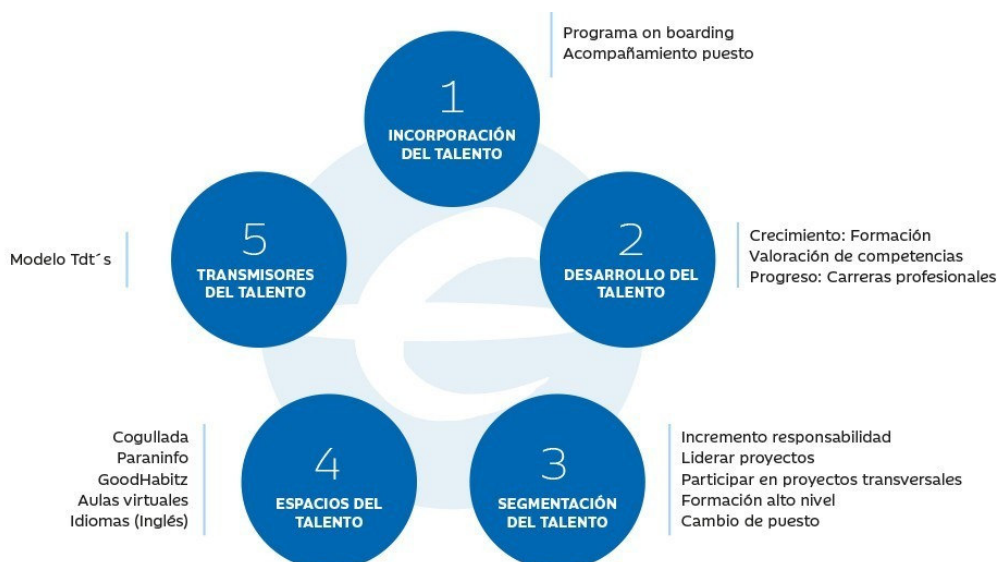 Programa on boarding
Acompañamiento puesto
1
INCORPORACIÓN
DEL TALENTO
2
DESARROLLO DEL
TALENTO
Crecimiento: Formación
Valoración de competencias
Progreso: Carreras profesionales
3
SEGMENTACIÓN
DEL TALENTO
Incremento responsabilidad
Liderar proyectos
Participar en proyectos transversales
Formación alto nivel
Cambio de puesto
4
ESPACIOS DEL
TALENTO
Cogullada
Paraninfo
GoodHabitz
Aulas virtuales
Idiomas (Inglés)
5
TRANSMISORES
DEL TALENTO
Modelo Tdt´s